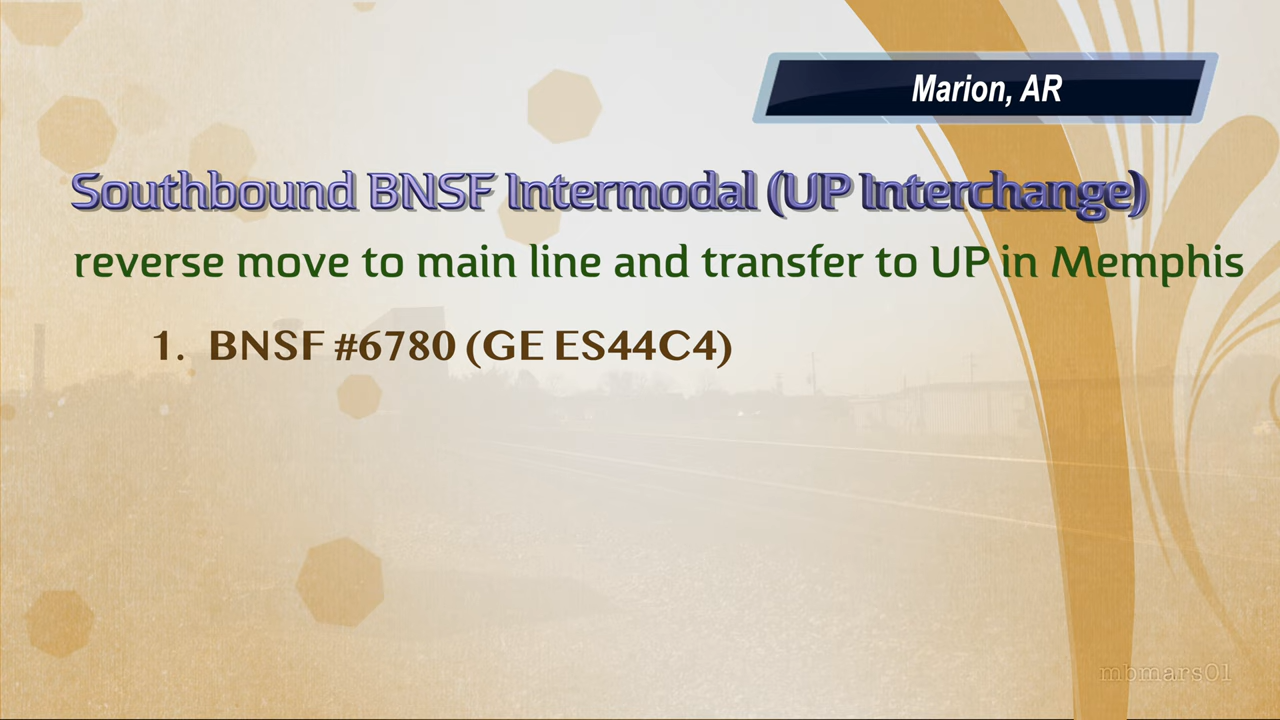 Marion, AR
Southbound BNSF Intermodal (UP Interchange)
reverse move to main line and transfer to UP in Memphis
1. BNSF #6780 (GE ES44C4)
mbmars01